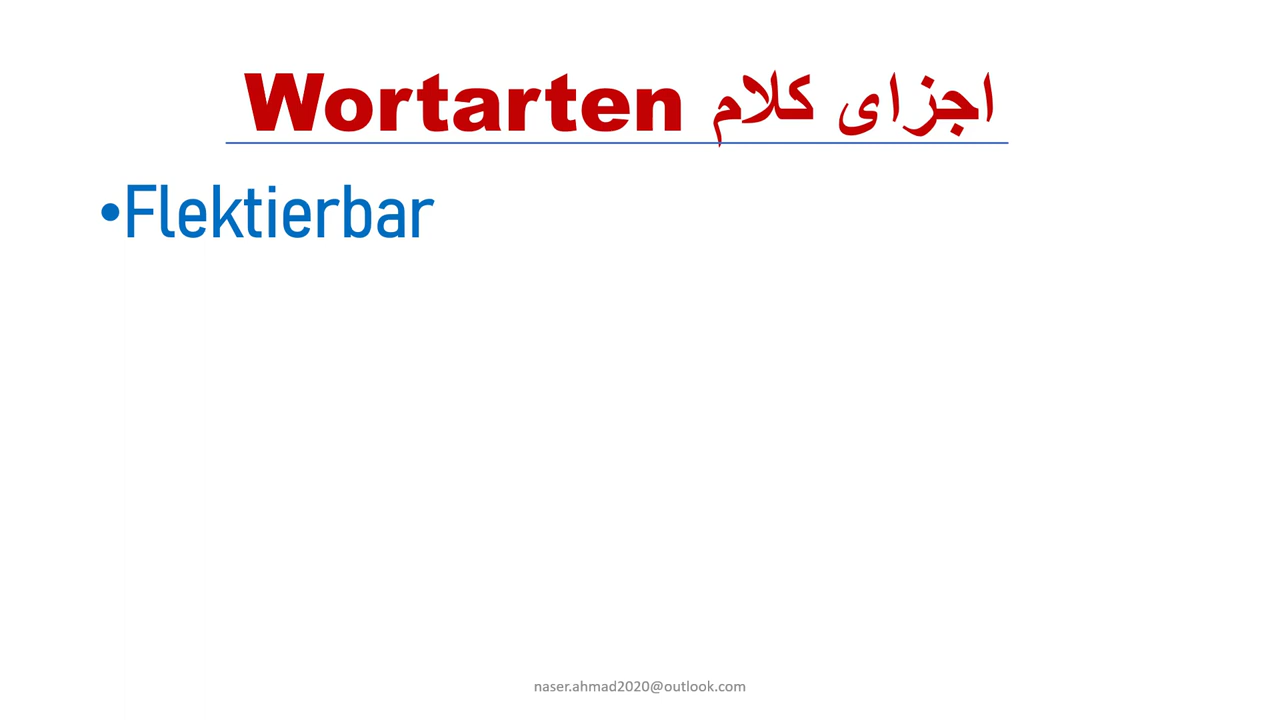 Wortarten اجزای کلام
•Flektierbar
naser.ahmad2020@outlook.com